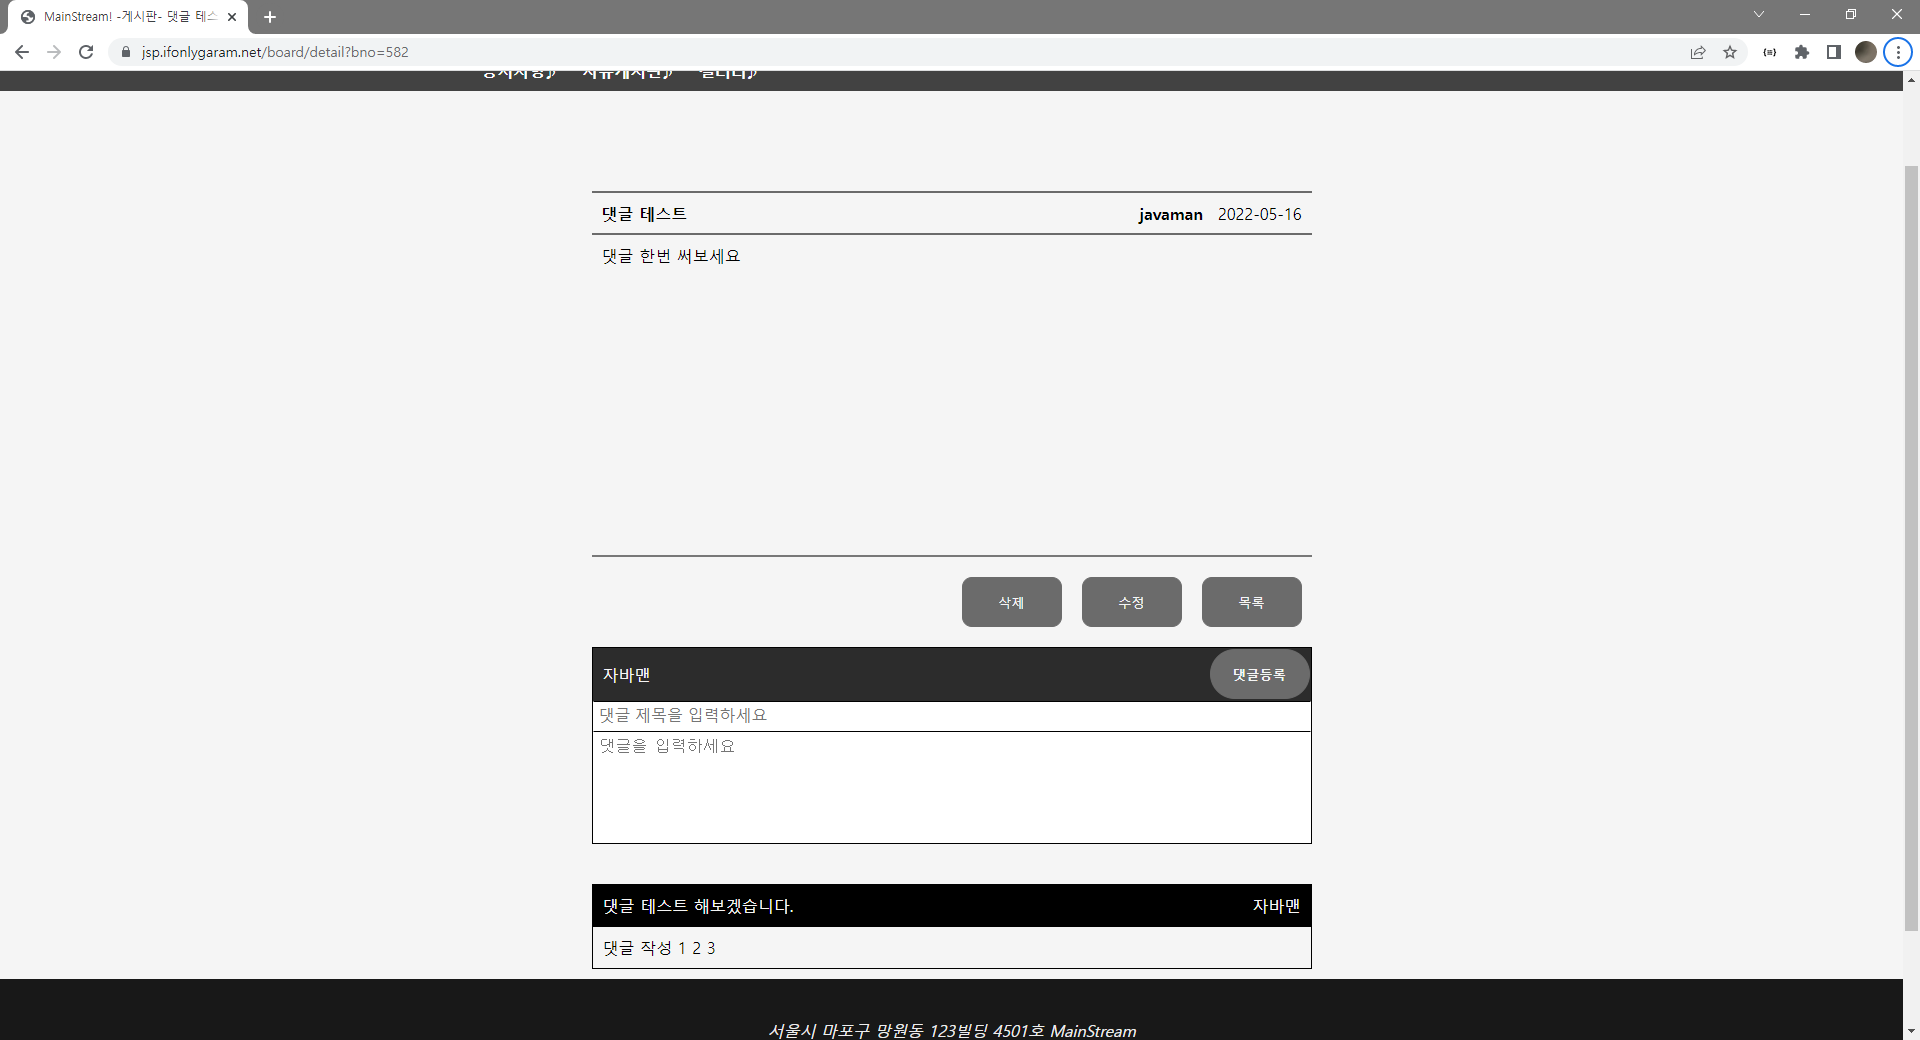 MainStream! -게시판- 댓글 테스
jsp.ifonlygaram.net/board/detail?bno=582
댓글 테스트 javaman 2022-05-16
댓글 한번 써보세요
삭제 수정 목록
자바맨 댓글등록
댓글 제목을 입력하세요
댓글을 입력하세요
댓글 테스트 해보겠습니다. 자바맨
댓글 작성 1 2 3
서울시 마포구 망원동 123빌딩 4501호 MainStream